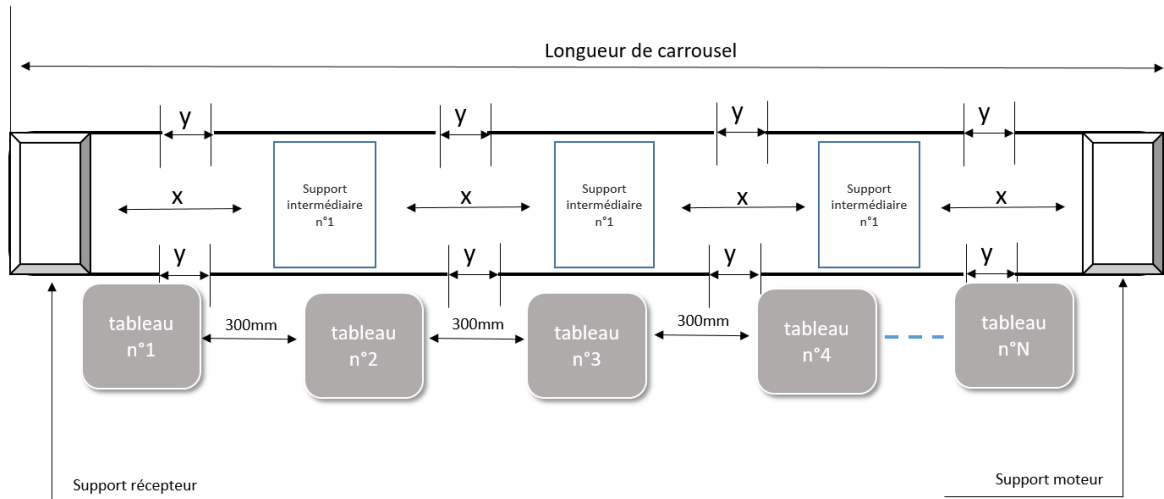 Longueur de carrousel
y
y
y
y
Support
intermédiaire
n°1
Support
intermédiaire
n°1
Support
intermédiaire
n°1
x
x
x
x
y
y
y
y
tableau
n°1
300mm
tableau
n°2
300mm
tableau
n°3
300mm
tableau
n°4
tableau
n°N
Support récepteur
Support moteur